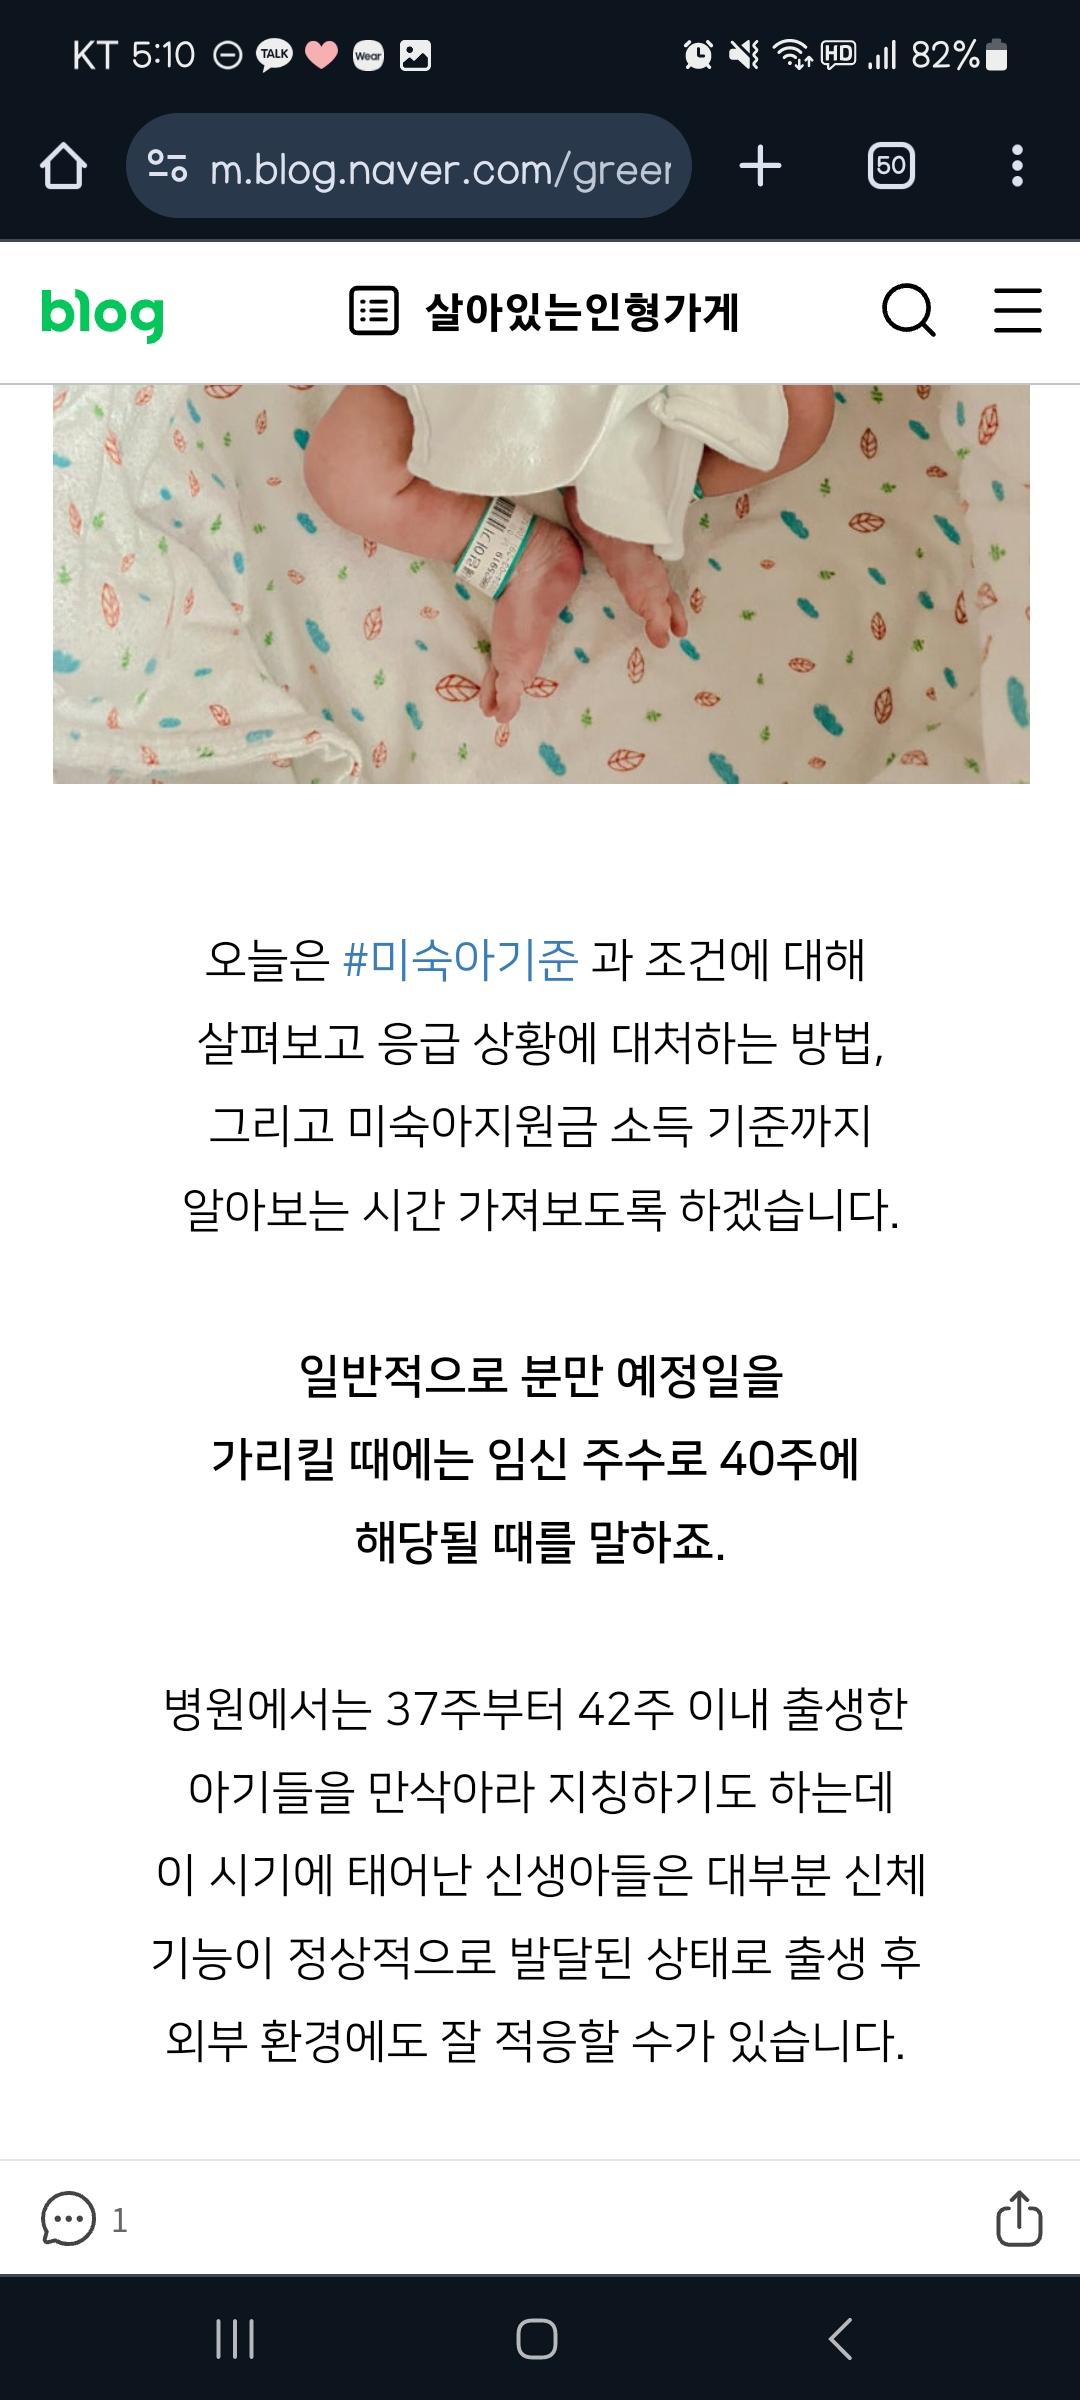 KT 5:10 TALK Wear HD 82%
m.blog.naver.com/green
50
blog 살아있는인형가게
오늘은 #미숙아기준 과 조건에 대해
살펴보고 응급 상황에 대처하는 방법,
그리고 미숙아지원금 소득 기준까지
알아보는 시간 가져보도록 하겠습니다.
일반적으로 분만 예정일을
가리킬 때에는 임신 주수로 40주에
해당될 때를 말하죠.
병원에서는 37주부터 42주 이내 출생한
아기들을 만삭아라 지칭하기도 하는데
이 시기에 태어난 신생아들은 대부분 신체
기능이 정상적으로 발달된 상태로 출생 후
외부 환경에도 잘 적응할 수가 있습니다.
1